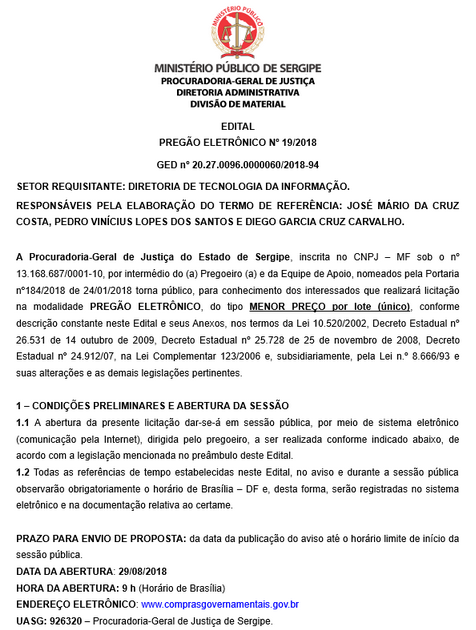 MINISTÉRIO PÚBLICO
MINISTÉRIO PÚBLICO DE SERGIPE
PROCURADORIA-GERAL DE JUSTIÇA
DIRETORIA ADMINISTRATIVA
DIVISÃO DE MATERIAL
EDITAL
PREGÃO ELETRÔNICO Nº 19/2018
GED nº 20.27.0096.0000060/2018-94
SETOR REQUISITANTE: DIRETORIA DE TECNOLOGIA DA INFORMAÇÃO.
RESPONSÁVEIS PELA ELABORAÇÃO DO TERMO DE REFERÊNCIA: JOSÉ MÁRIO DA CRUZ
COSTA, PEDRO VINÍCIUS LOPES DOS SANTOS E DIEGO GARCIA CRUZ CARVALHO.
A Procuradoria-Geral de Justiça do Estado de Sergipe, inscrita no CNPJ – MF sob o nº
13.168.687/0001-10, por intermédio do (a) Pregoeiro (a) e da Equipe de Apoio, nomeados pela Portaria
nº184/2018 de 24/01/2018 torna público, para conhecimento dos interessados que realizará licitação
na modalidade PREGÃO ELETRÔNICO, do tipo MENOR PREÇO por lote (único), conforme
descrição constante neste Edital e seus Anexos, nos termos da Lei 10.520/2002, Decreto Estadual nº
26.531 de 14 outubro de 2009, Decreto Estadual nº 25.728 de 25 de novembro de 2008, Decreto
Estadual nº 24.912/07, na Lei Complementar 123/2006 e, subsidiariamente, pela Lei n.º 8.666/93 e
suas alterações e as demais legislações pertinentes.
1 – CONDIÇÕES PRELIMINARES E ABERTURA DA SESSÃO
1.1 A abertura da presente licitação dar-se-á em sessão pública, por meio de sistema eletrônico
(comunicação pela Internet), dirigida pelo pregoeiro, a ser realizada conforme indicado abaixo, de
acordo com a legislação mencionada no preâmbulo deste Edital.
1.2 Todas as referências de tempo estabelecidas neste Edital, no aviso e durante a sessão pública
observarão obrigatoriamente o horário de Brasília – DF e, desta forma, serão registradas no sistema
eletrônico e na documentação relativa ao certame.
PRAZO PARA ENVIO DE PROPOSTA: da data da publicação do aviso até o horário limite de início da
sessão pública.
DATA DA ABERTURA: 29/08/2018
HORA DA ABERTURA: 9 h (Horário de Brasília)
ENDEREÇO ELETRÔNICO: www.comprasgovernamentais.gov.br
UASG: 926320 – Procuradoria-Geral de Justiça de Sergipe.